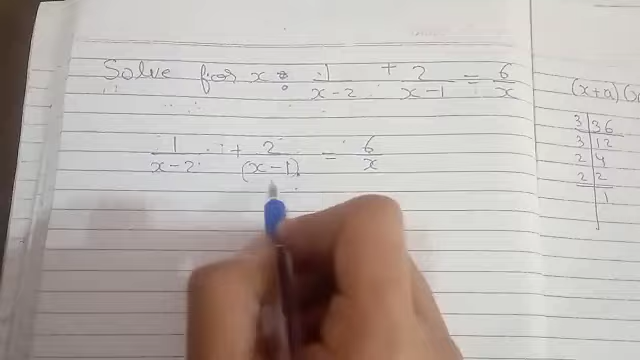 Solve for x : 1/(x-2) + 2/(x-1) = 6/x
1/(x-2) + 2/(x-1) = 6/x
(x+a)(x
3 | 36
3 | 12
2 | 4
2 | 2
| 1